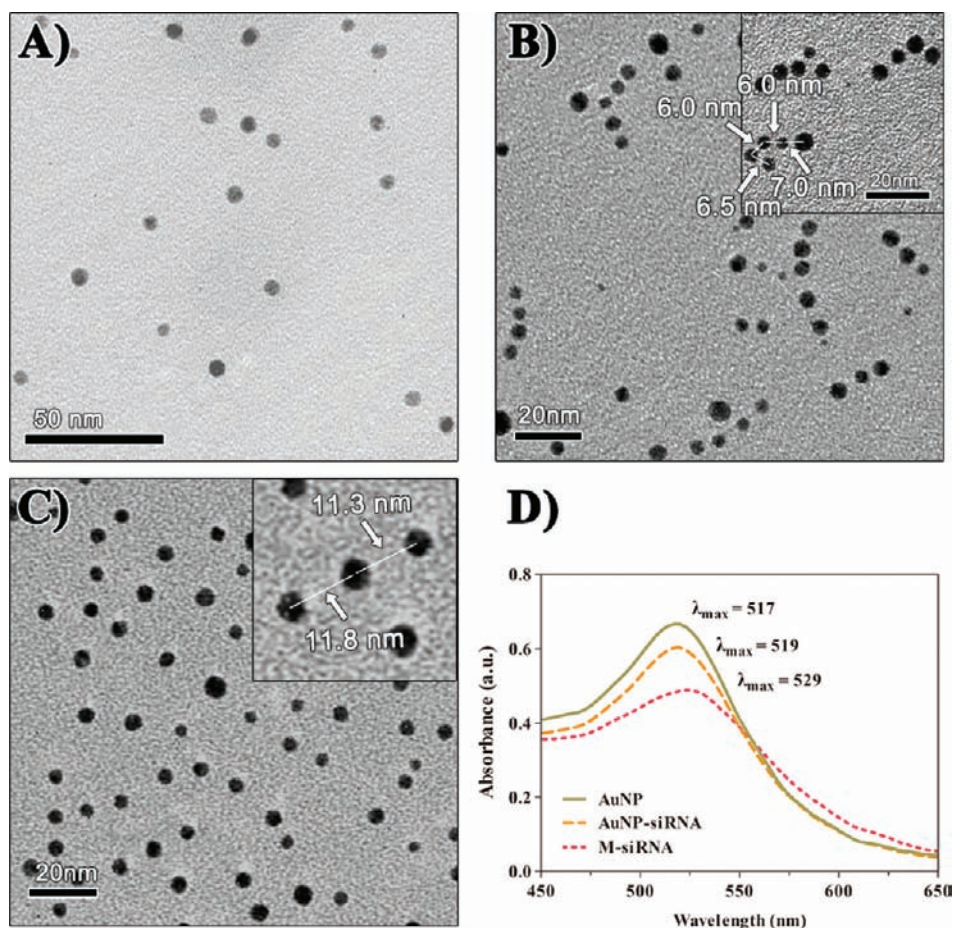 A)
50 nm
B)
6.0 nm
6.0 nm
6.5 nm
7.0 nm
20nm
20nm
C)
11.3 nm
11.8 nm
20nm
D)
Absorbance (a.u.)
0.8
0.6
0.4
0.2
0.0
λmax = 517
λmax = 519
λmax = 529
AuNP
AuNP-siRNA
M-siRNA
450 500 550 600 650
Wavelength (nm)